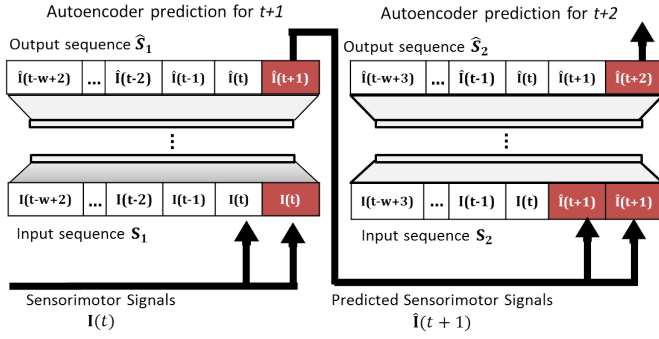 Autoencoder prediction for t+1
Output sequence Ŝ₁
Î(t-w+2) ... Î(t-2) Î(t-1) Î(t) Î(t+1)
⋮
I(t-w+2) ... I(t-2) I(t-1) I(t) I(t)
Input sequence S₁
Sensorimotor Signals
I(t)
Autoencoder prediction for t+2
Output sequence Ŝ₂
Î(t-w+3) ... Î(t-1) Î(t) Î(t+1) Î(t+2)
⋮
I(t-w+3) ... I(t-1) I(t) Î(t+1) Î(t+1)
Input sequence S₂
Predicted Sensorimotor Signals
Î(t + 1)